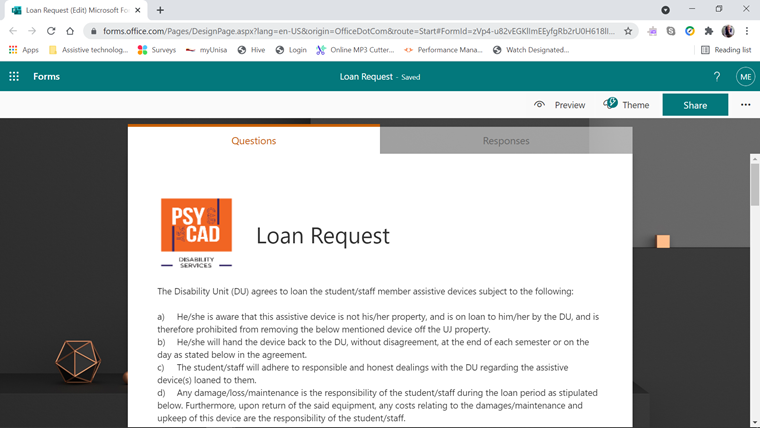 Loan Request (Edit) Microsoft For
forms.office.com/Pages/DesignPage.aspx?lang=en-US&origin=OfficeDotCom&route=Start#FormId=zVp4-u82vEGKIImEEyfgRb2rU0H618II...
Apps Assistive technolog... Surveys myUnisa Hive Login Online MP3 Cutter... Performance Mana... Watch Designated... Reading list
Forms Loan Request - Saved ? ME
Preview Theme Share ...
Questions Responses
PSY
CAD
DISABILITY
SERVICES
Loan Request
The Disability Unit (DU) agrees to loan the student/staff member assistive devices subject to the following:
a) He/she is aware that this assistive device is not his/her property, and is on loan to him/her by the DU, and is
therefore prohibited from removing the below mentioned device off the UJ property.
b) He/she will hand the device back to the DU, without disagreement, at the end of each semester or on the
day as stated below in the agreement.
c) The student/staff will adhere to responsible and honest dealings with the DU regarding the assistive
device(s) loaned to them.
d) Any damage/loss/maintenance is the responsibility of the student/staff during the loan period as stipulated
below. Furthermore, upon return of the said equipment, any costs relating to the damages/maintenance and
upkeep of this device are the responsibility of the student/staff.